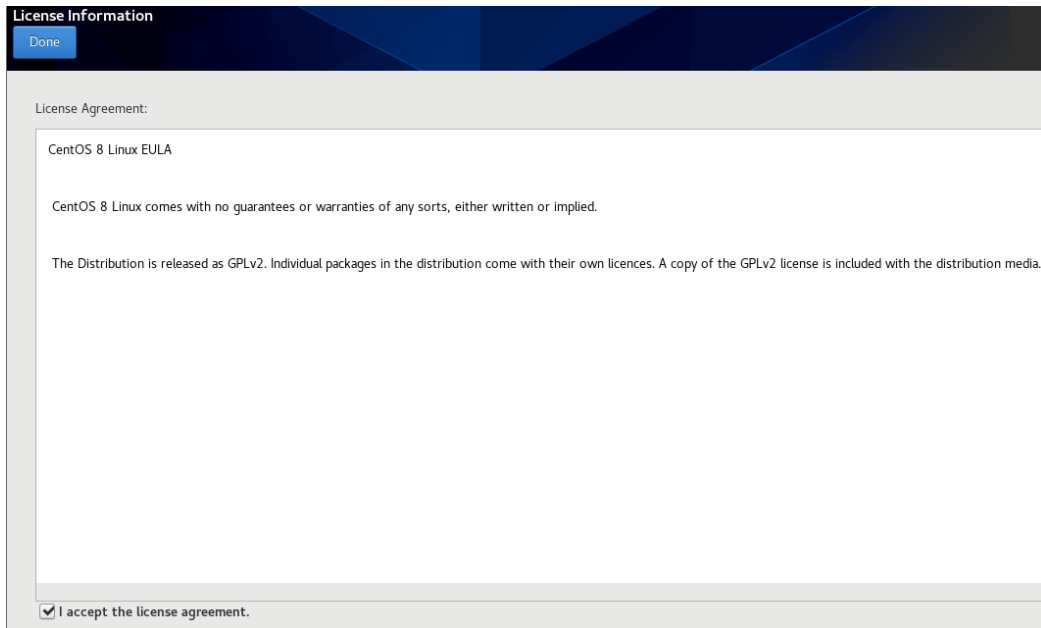 License Information
Done
License Agreement:
CentOS 8 Linux EULA
CentOS 8 Linux comes with no guarantees or warranties of any sorts, either written or implied.
The Distribution is released as GPLv2. Individual packages in the distribution come with their own licences. A copy of the GPLv2 license is included with the distribution media.
I accept the license agreement.